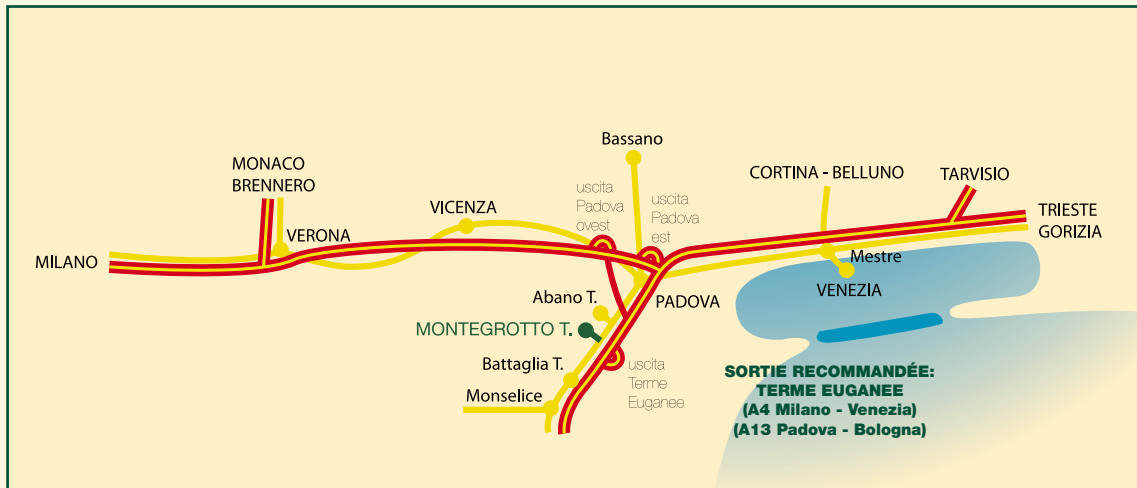 Bassano
MONACO
BRENNERO
CORTINA - BELLUNO
TARVISIO
uscita
Padova
ovest
uscita
Padova
est
VICENZA
TRIESTE
GORIZIA
VERONA
MILANO
Mestre
VENEZIA
Abano T.
PADOVA
MONTEGROTTO T.
Battaglia T.
uscita
Terme
Euganee
Monselice
SORTIE RECOMMANDÉE:
TERME EUGANEE
(A4 Milano - Venezia)
(A13 Padova - Bologna)